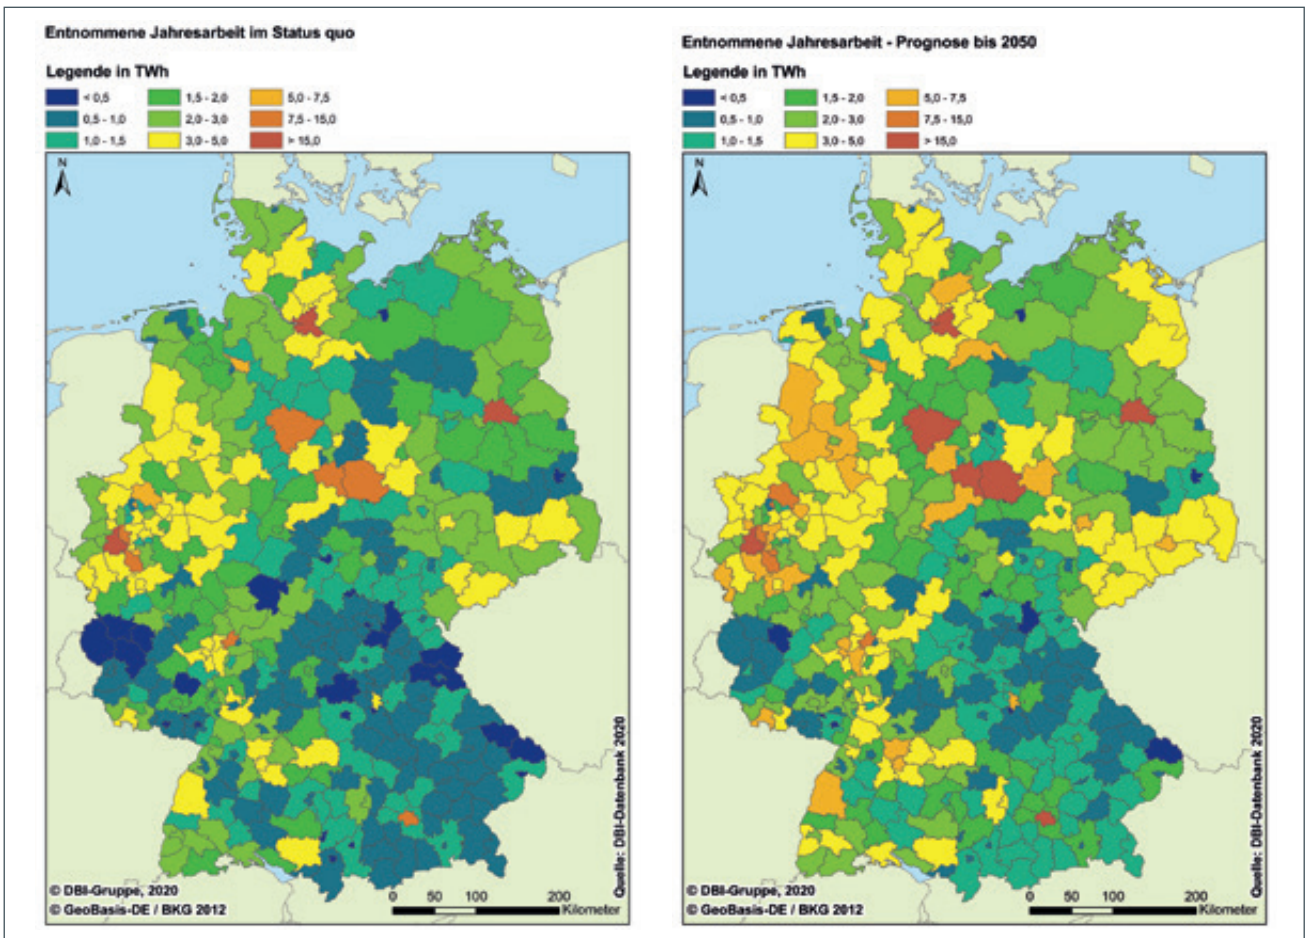 Entnommene Jahresarbeit im Status quo
Legende in TWh
< 0,5
1,5 - 2,0
5,0 - 7,5
0,5 - 1,0
2,0 - 3,0
7,5 - 15,0
1,0 - 1,5
3,0 - 5,0
> 15,0
N
Quelle: DBI-Datenbank 2020
© DBI-Gruppe, 2020
© GeoBasis-DE / BKG 2012
0 50 100 200
Kilometer
Entnommene Jahresarbeit - Prognose bis 2050
Legende in TWh
< 0,5
1,5 - 2,0
5,0 - 7,5
0,5 - 1,0
2,0 - 3,0
7,5 - 15,0
1,0 - 1,5
3,0 - 5,0
> 15,0
N
Quelle: DBI-Datenbank 2020
© DBI-Gruppe, 2020
© GeoBasis-DE / BKG 2012
0 50 100 200
Kilometer